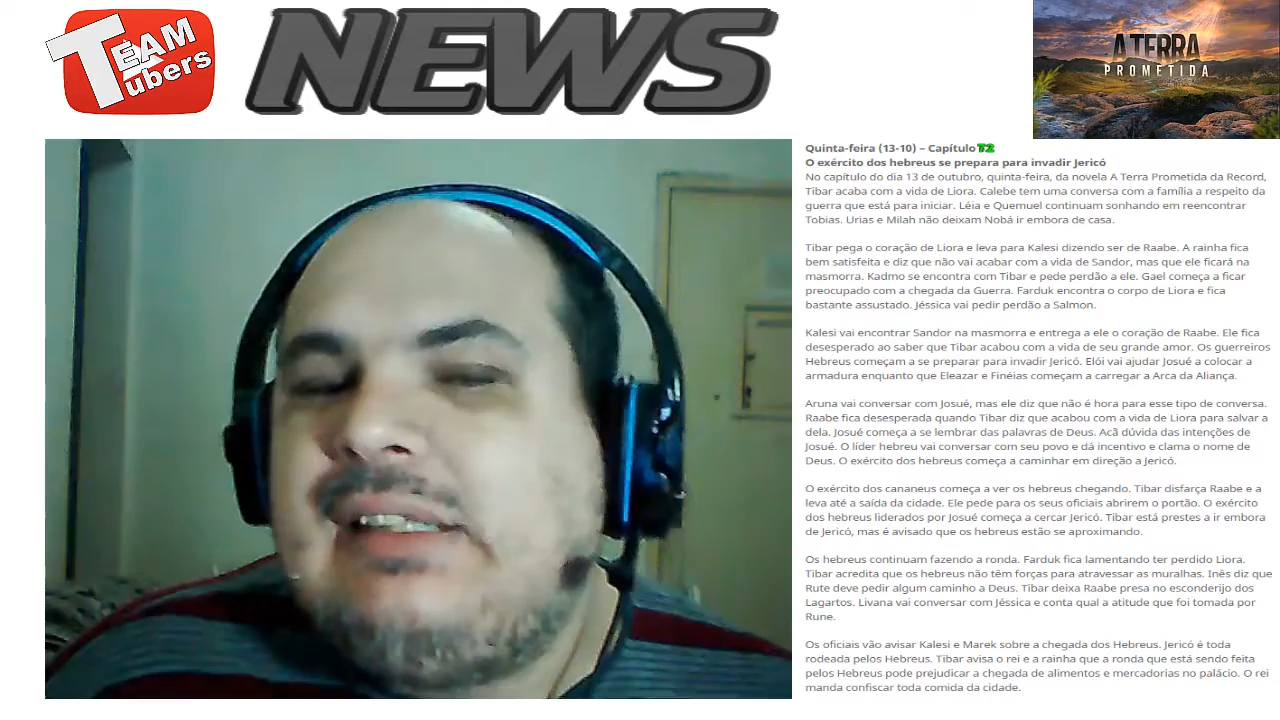 TEAM
Tubers
NEWS
A TERRA
PROMETIDA
Quinta-feira (13-10) – Capítulo 72
O exército dos hebreus se prepara para invadir Jericó
No capítulo do dia 13 de outubro, quinta-feira, da novela A Terra Prometida da Record,
Tibar acaba com a vida de Liora. Calebe tem uma conversa com a família a respeito da
guerra que está para iniciar. Léia e Quemuel continuam sonhando em reencontrar
Tobias. Urias e Milah não deixam Nobá ir embora de casa.
Tibar pega o coração de Liora e leva para Kalesi dizendo ser de Raabe. A rainha fica
bem satisfeita e diz que não vai acabar com a vida de Sandor, mas que ele ficará na
masmorra. Kadmo se encontra com Tibar e pede perdão a ele. Gael começa a ficar
preocupado com a chegada da Guerra. Farduk encontra o corpo de Liora e fica
bastante assustado. Jéssica vai pedir perdão a Salmon.
Kalesi vai encontrar Sandor na masmorra e entrega a ele o coração de Raabe. Ele fica
desesperado ao saber que Tibar acabou com a vida de seu grande amor. Os guerreiros
Hebreus começam a se preparar para invadir Jericó. Elói vai ajudar Josué a colocar a
armadura enquanto que Eleazar e Finéias começam a carregar a Arca da Aliança.
Aruna vai conversar com Josué, mas ele diz que não é hora para esse tipo de conversa.
Raabe fica desesperada quando Tibar diz que acabou com a vida de Liora para salvar a
dela. Josué começa a se lembrar das palavras de Deus. Acã dúvida das intenções de
Josué. O líder hebreu vai conversar com seu povo e dá incentivo e clama o nome de
Deus. O exército dos hebreus começa a caminhar em direção a Jericó.
O exército dos cananeus começa a ver os hebreus chegando. Tibar disfarça Raabe e a
leva até a saída da cidade. Ele pede para os seus oficiais abrirem o portão. O exército
dos hebreus liderados por Josué começa a cercar Jericó. Tibar está prestes a ir embora
de Jericó, mas é avisado que os hebreus estão se aproximando.
Os hebreus continuam fazendo a ronda. Farduk fica lamentando ter perdido Liora.
Tibar acredita que os hebreus não têm forças para atravessar as muralhas. Inês diz que
Rute deve pedir algum caminho a Deus. Tibar deixa Raabe presa no esconderijo dos
Lagartos. Livana vai conversar com Jéssica e conta qual a atitude que foi tomada por
Rune.
Os oficiais vão avisar Kalesi e Marek sobre a chegada dos Hebreus. Jericó é toda
rodeada pelos Hebreus. Tibar avisa o rei e a rainha que a ronda que está sendo feita
pelos Hebreus pode prejudicar a chegada de alimentos e mercadorias no palácio. O rei
manda confiscar toda comida da cidade.